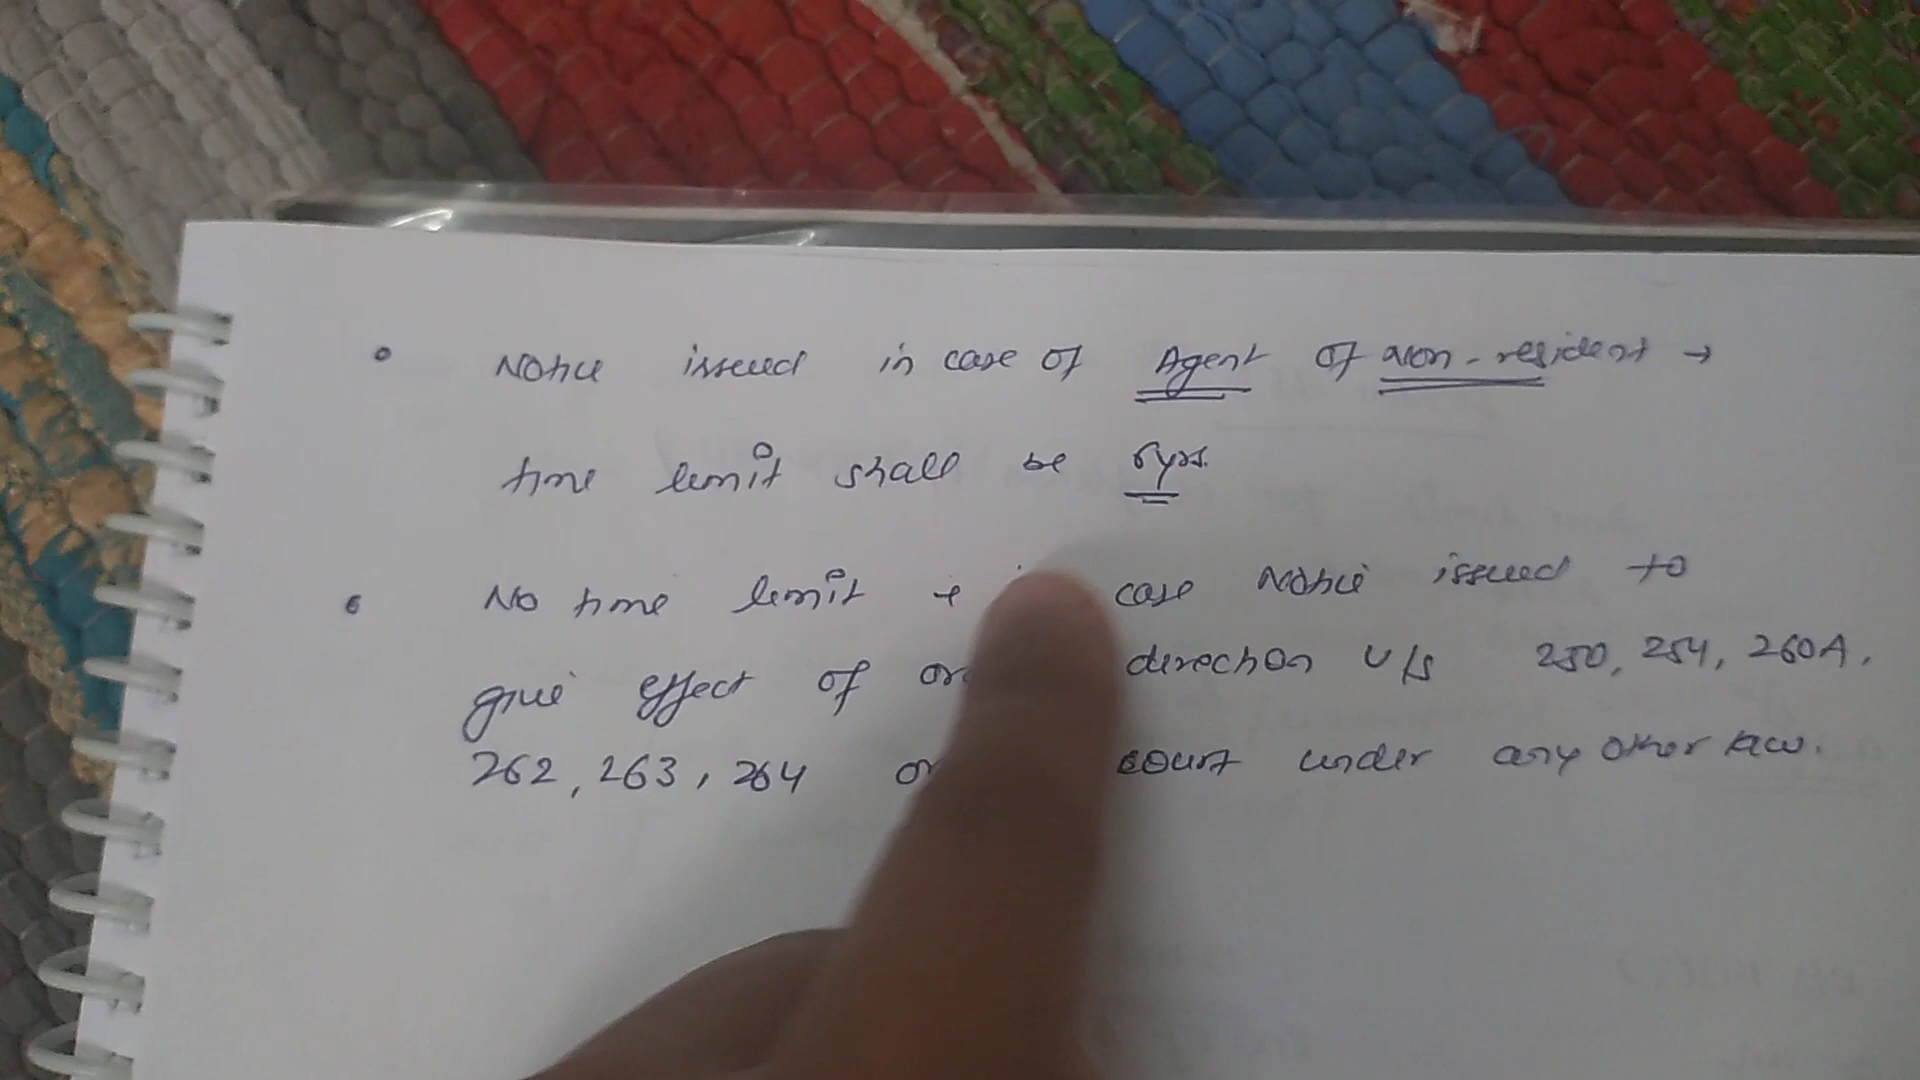 Notice issued in case of Agent of non-resident →
time limit shall be 6yrs.
No time limit → case Notice issued to
give effect of direction u/s 250, 254, 260A,
262, 263, 264 court under any other law.